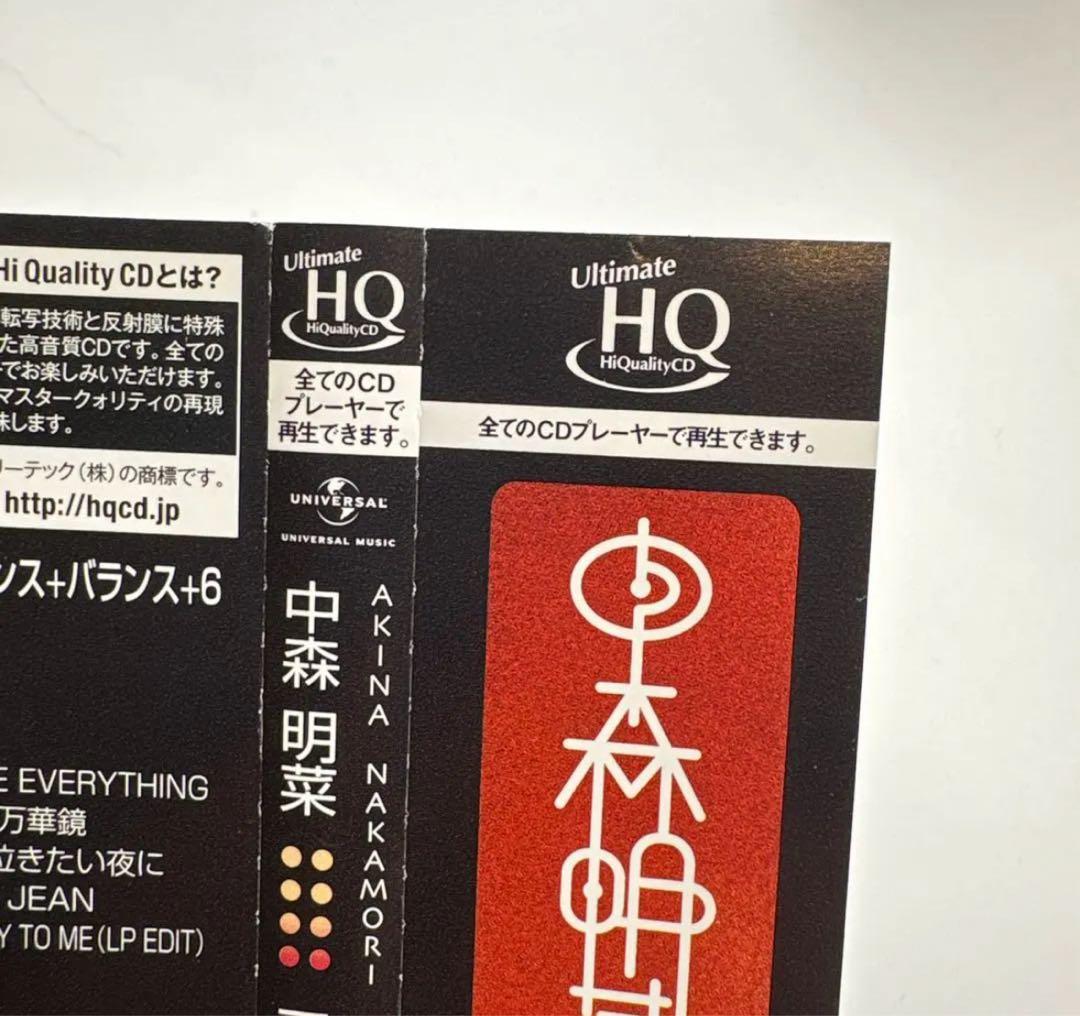 Hi Quality CDとは?
転写技術と反射膜に特殊
た高音質CDです。全ての
でお楽しみいただけます。
マスタークォリティの再現
味します。
リーテック(株)の商標です。
http://hqcd.jp
ンス+バランス+6
EVERYTHING
万華鏡
泣きたい夜に
JEAN
Y TO ME(LP EDIT)
Ultimate
HQ
HiQualityCD
全てのCD
プレーヤーで
再生できます。
UNIVERSAL
UNIVERSAL MUSIC
中森 明菜
AKINA NAKAMORI
Ultimate
HQ
HiQualityCD
全てのCDプレーヤーで再生できます。
中森明